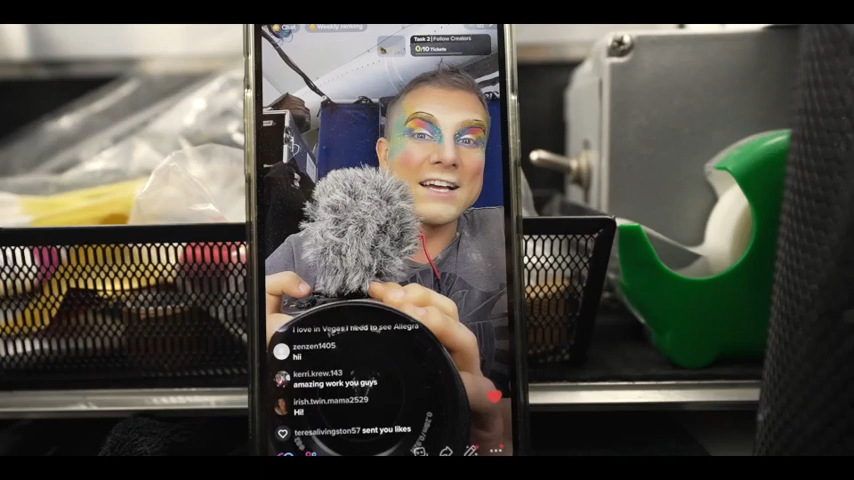 Chat
Weekly Ranking
Task 2 | Follow Creators
0/10 Tickets
I love in Vegas I need to see Allegra
zenzen1405
hii
kerri.krew.143
amazing work you guys
irish.twin.mama2529
Hi!
teresalivingston57 sent you likes